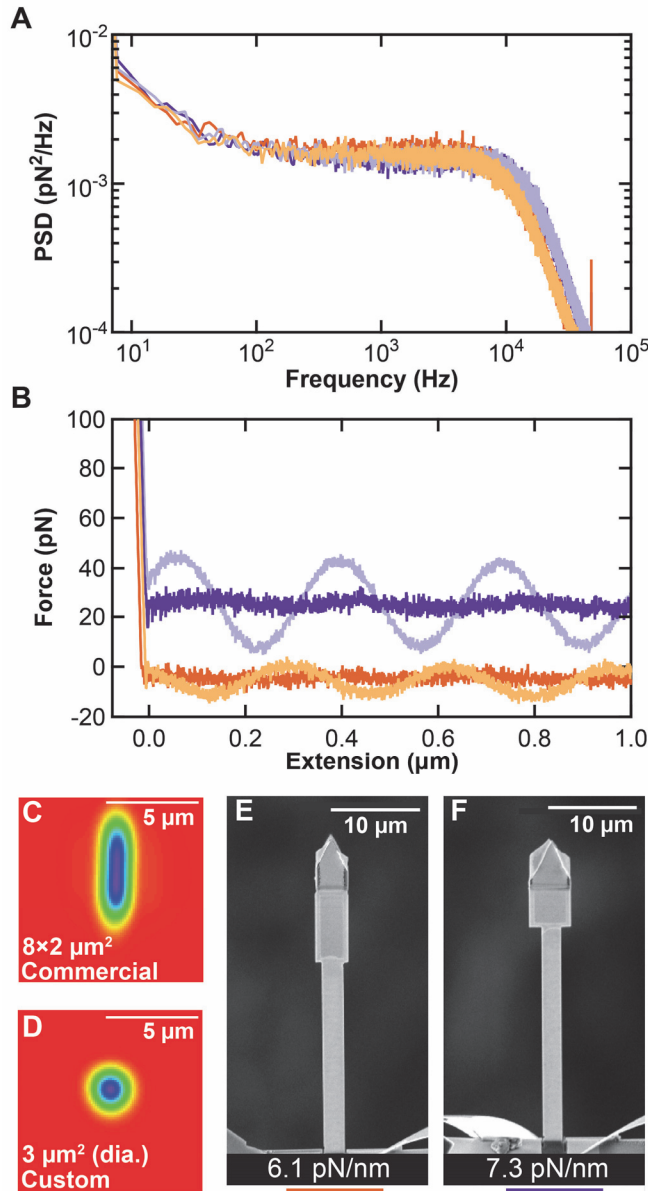 A
10⁻²
10⁻³
10⁻⁴
PSD (pN²/Hz)
10¹ 10² 10³ 10⁴ 10⁵
Frequency (Hz)
B
100
80
60
40
20
0
-20
Force (pN)
0.0 0.2 0.4 0.6 0.8 1.0
Extension (µm)
C
5 µm
8×2 µm²
Commercial
D
5 µm
3 µm² (dia.)
Custom
E
10 µm
6.1 pN/nm
F
10 µm
7.3 pN/nm